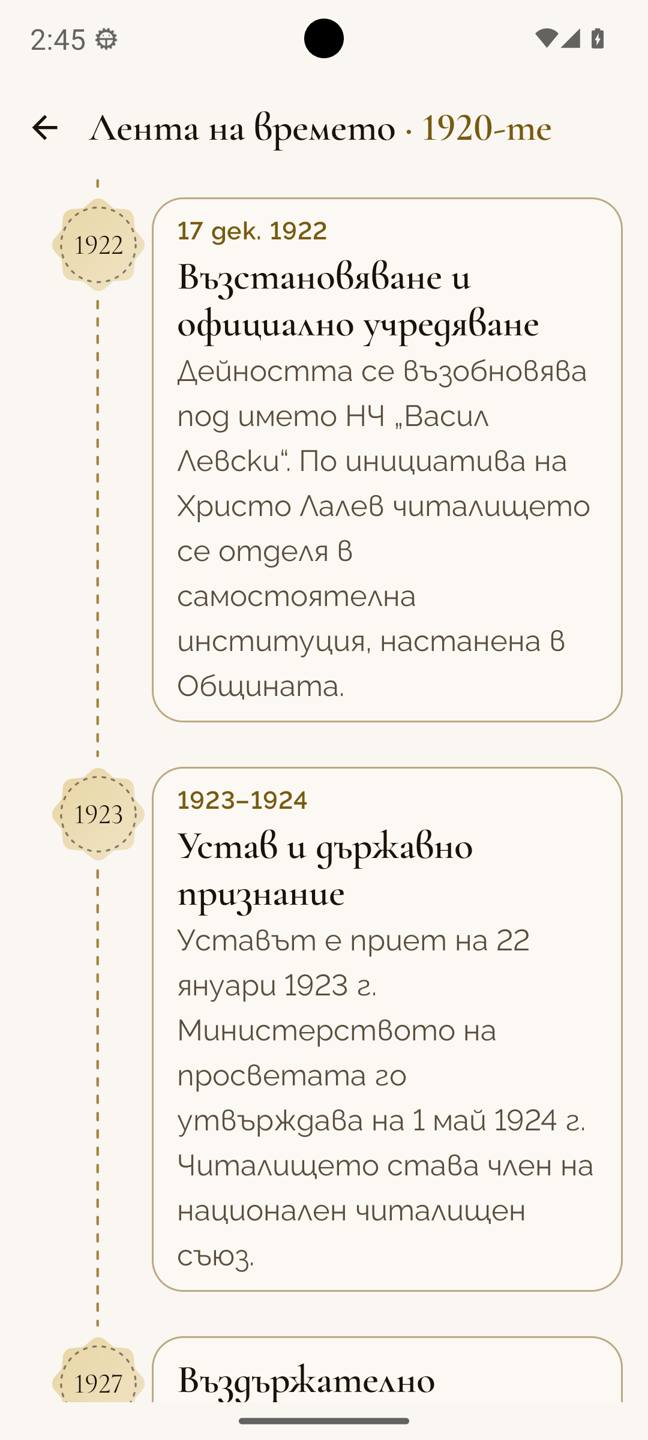 2:45
Лента на времето · 1920-те
1922
17 дек. 1922
Възстановяване и
официално учредяване
Дейността се възобновява
под името НЧ „Васил
Левски“. По инициатива на
Христо Лалев читалището
се отделя в
самостоятелна
институция, настанена в
Общината.
1923
1923–1924
Устав и държавно
признание
Уставът е приет на 22
януари 1923 г.
Министерството на
просветата го
утвърждава на 1 май 1924 г.
Читалището става член на
национален читалищен
съюз.
1927
Въздържателно